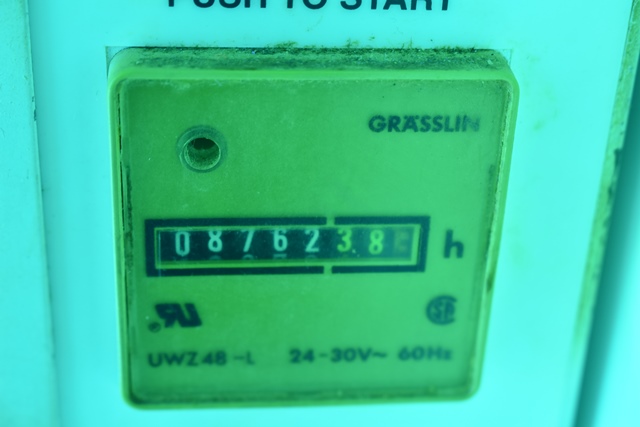 PUSH TO START
GRÄSSLIN
0876238 h
UWZ48-L 24-30V~ 60Hz